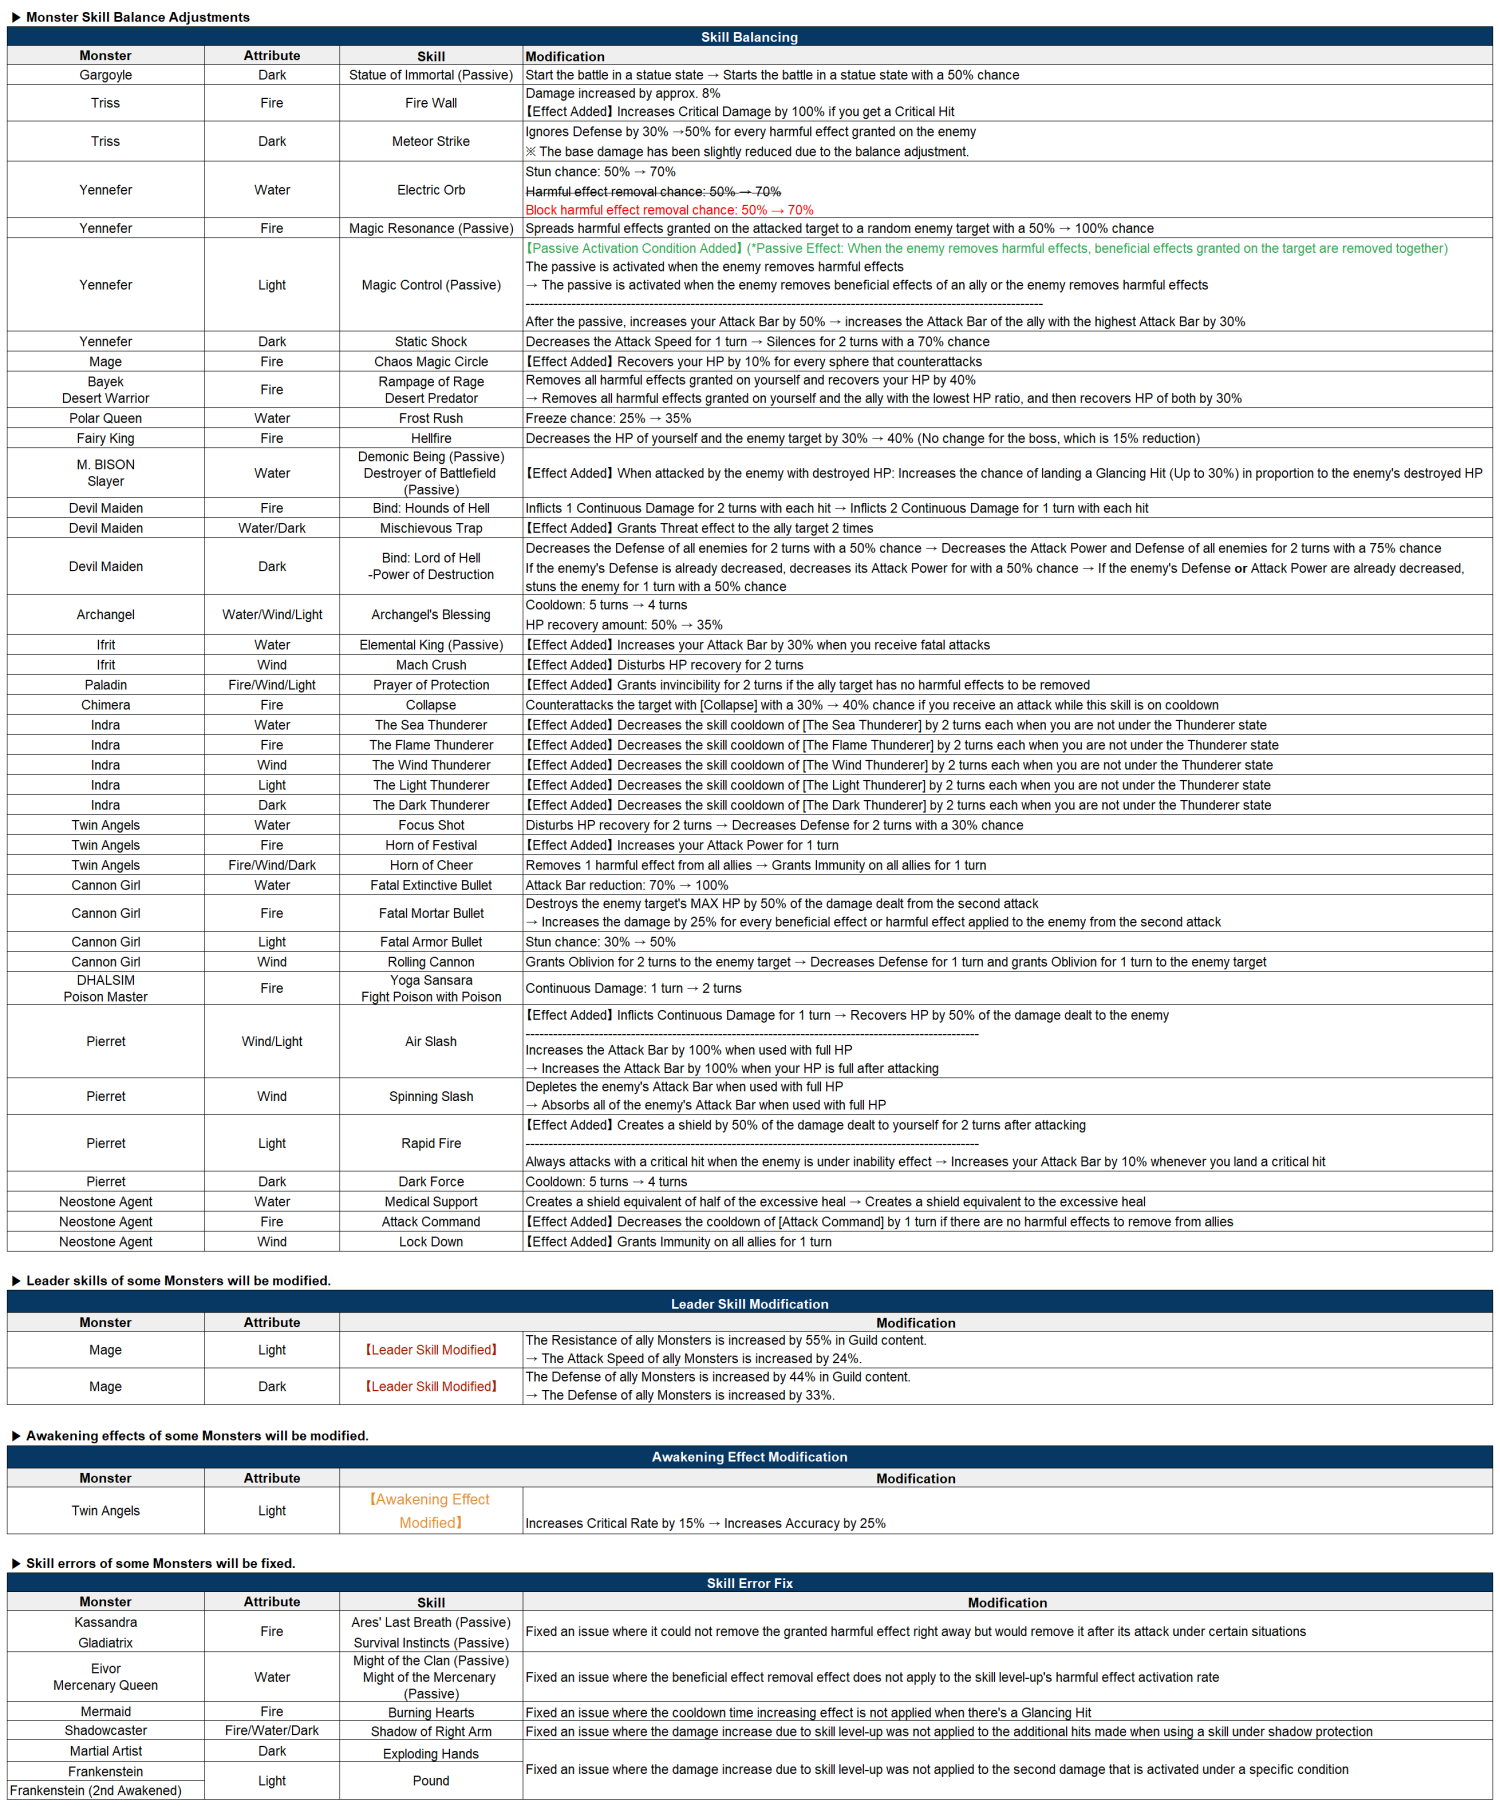 ▶ Monster Skill Balance Adjustments
Skill Balancing
Monster Attribute Skill Modification
Gargoyle Dark Statue of Immortal (Passive) Start the battle in a statue state → Starts the battle in a statue state with a 50% chance
Triss Fire Fire Wall Damage increased by approx. 8%
【Effect Added】 Increases Critical Damage by 100% if you get a Critical Hit
Triss Dark Meteor Strike Ignores Defense by 30% →50% for every harmful effect granted on the enemy
※ The base damage has been slightly reduced due to the balance adjustment.
Yennefer Water Electric Orb Stun chance: 50% → 70%
Harmful effect removal chance: 50% → 70%
Block harmful effect removal chance: 50% → 70%
Yennefer Fire Magic Resonance (Passive) Spreads harmful effects granted on the attacked target to a random enemy target with a 50% → 100% chance
Yennefer Light Magic Control (Passive) 【Passive Activation Condition Added】 (*Passive Effect: When the enemy removes harmful effects, beneficial effects granted on the target are removed together)
The passive is activated when the enemy removes harmful effects
→ The passive is activated when the enemy removes beneficial effects of an ally or the enemy removes harmful effects
----------------------------------------------------------------------------------------------------------------
After the passive, increases your Attack Bar by 50% → increases the Attack Bar of the ally with the highest Attack Bar by 30%
Yennefer Dark Static Shock Decreases the Attack Speed for 1 turn → Silences for 2 turns with a 70% chance
Mage Fire Chaos Magic Circle 【Effect Added】 Recovers your HP by 10% for every sphere that counterattacks
Bayek Fire Rampage of Rage Removes all harmful effects granted on yourself and recovers your HP by 40%
Desert Warrior Desert Predator → Removes all harmful effects granted on yourself and the ally with the lowest HP ratio, and then recovers HP of both by 30%
Polar Queen Water Frost Rush Freeze chance: 25% → 35%
Fairy King Fire Hellfire Decreases the HP of yourself and the enemy target by 30% → 40% (No change for the boss, which is 15% reduction)
M. BISON Water Demonic Being (Passive)
Slayer Destroyer of Battlefield
(Passive) 【Effect Added】 When attacked by the enemy with destroyed HP: Increases the chance of landing a Glancing Hit (Up to 30%) in proportion to the enemy's destroyed HP
Devil Maiden Fire Bind: Hounds of Hell Inflicts 1 Continuous Damage for 2 turns with each hit → Inflicts 2 Continuous Damage for 1 turn with each hit
Devil Maiden Water/Dark Mischievous Trap 【Effect Added】 Grants Threat effect to the ally target 2 times
Devil Maiden Dark Bind: Lord of Hell
-Power of Destruction Decreases the Defense of all enemies for 2 turns with a 50% chance → Decreases the Attack Power and Defense of all enemies for 2 turns with a 75% chance
If the enemy's Defense is already decreased, decreases its Attack Power for with a 50% chance → If the enemy's Defense or Attack Power are already decreased,
stuns the enemy for 1 turn with a 50% chance
Archangel Water/Wind/Light Archangel's Blessing Cooldown: 5 turns → 4 turns
HP recovery amount: 50% → 35%
Ifrit Water Elemental King (Passive) 【Effect Added】 Increases your Attack Bar by 30% when you receive fatal attacks
Ifrit Wind Mach Crush 【Effect Added】 Disturbs HP recovery for 2 turns
Paladin Fire/Wind/Light Prayer of Protection 【Effect Added】 Grants invincibility for 2 turns if the ally target has no harmful effects to be removed
Chimera Fire Collapse Counterattacks the target with [Collapse] with a 30% → 40% chance if you receive an attack while this skill is on cooldown
Indra Water The Sea Thunderer 【Effect Added】 Decreases the skill cooldown of [The Sea Thunderer] by 2 turns each when you are not under the Thunderer state
Indra Fire The Flame Thunderer 【Effect Added】 Decreases the skill cooldown of [The Flame Thunderer] by 2 turns each when you are not under the Thunderer state
Indra Wind The Wind Thunderer 【Effect Added】 Decreases the skill cooldown of [The Wind Thunderer] by 2 turns each when you are not under the Thunderer state
Indra Light The Light Thunderer 【Effect Added】 Decreases the skill cooldown of [The Light Thunderer] by 2 turns each when you are not under the Thunderer state
Indra Dark The Dark Thunderer 【Effect Added】 Decreases the skill cooldown of [The Dark Thunderer] by 2 turns each when you are not under the Thunderer state
Twin Angels Water Focus Shot Disturbs HP recovery for 2 turns → Decreases Defense for 2 turns with a 30% chance
Twin Angels Fire Horn of Festival 【Effect Added】 Increases your Attack Power for 1 turn
Twin Angels Fire/Wind/Dark Horn of Cheer Removes 1 harmful effect from all allies → Grants Immunity on all allies for 1 turn
Cannon Girl Water Fatal Extinctive Bullet Attack Bar reduction: 70% → 100%
Cannon Girl Fire Fatal Mortar Bullet Destroys the enemy target's MAX HP by 50% of the damage dealt from the second attack
→ Increases the damage by 25% for every beneficial effect or harmful effect applied to the enemy from the second attack
Cannon Girl Light Fatal Armor Bullet Stun chance: 30% → 50%
Cannon Girl Wind Rolling Cannon Grants Oblivion for 2 turns to the enemy target → Decreases Defense for 1 turn and grants Oblivion for 1 turn to the enemy target
DHALSIM Fire Yoga Sansara
Poison Master Fight Poison with Poison Continuous Damage: 1 turn → 2 turns
Pierret Wind/Light Air Slash 【Effect Added】 Inflicts Continuous Damage for 1 turn → Recovers HP by 50% of the damage dealt to the enemy
--------------------------------------------------------------------------------------------------
Increases the Attack Bar by 100% when used with full HP
→ Increases the Attack Bar by 100% when your HP is full after attacking
Pierret Wind Spinning Slash Depletes the enemy's Attack Bar when used with full HP
→ Absorbs all of the enemy's Attack Bar when used with full HP
Pierret Light Rapid Fire 【Effect Added】 Creates a shield by 50% of the damage dealt to yourself for 2 turns after attacking
--------------------------------------------------------------------------------------------------
Always attacks with a critical hit when the enemy is under inability effect → Increases your Attack Bar by 10% whenever you land a critical hit
Pierret Dark Dark Force Cooldown: 5 turns → 4 turns
Neostone Agent Water Medical Support Creates a shield equivalent of half of the excessive heal → Creates a shield equivalent to the excessive heal
Neostone Agent Fire Attack Command 【Effect Added】 Decreases the cooldown of [Attack Command] by 1 turn if there are no harmful effects to remove from allies
Neostone Agent Wind Lock Down 【Effect Added】 Grants Immunity on all allies for 1 turn
▶ Leader skills of some Monsters will be modified.
Leader Skill Modification
Monster Attribute Modification
Mage Light 【Leader Skill Modified】 The Resistance of ally Monsters is increased by 55% in Guild content.
→ The Attack Speed of ally Monsters is increased by 24%.
Mage Dark 【Leader Skill Modified】 The Defense of ally Monsters is increased by 44% in Guild content.
→ The Defense of ally Monsters is increased by 33%.
▶ Awakening effects of some Monsters will be modified.
Awakening Effect Modification
Monster Attribute Modification
Twin Angels Light 【Awakening Effect
Modified】 Increases Critical Rate by 15% → Increases Accuracy by 25%
▶ Skill errors of some Monsters will be fixed.
Skill Error Fix
Monster Attribute Skill Modification
Kassandra Fire Ares' Last Breath (Passive)
Gladiatrix Survival Instincts (Passive) Fixed an issue where it could not remove the granted harmful effect right away but would remove it after its attack under certain situations
Eivor Water Might of the Clan (Passive)
Mercenary Queen Might of the Mercenary
(Passive) Fixed an issue where the beneficial effect removal effect does not apply to the skill level-up's harmful effect activation rate
Mermaid Fire Burning Hearts Fixed an issue where the cooldown time increasing effect is not applied when there's a Glancing Hit
Shadowcaster Fire/Water/Dark Shadow of Right Arm Fixed an issue where the damage increase due to skill level-up was not applied to the additional hits made when using a skill under shadow protection
Martial Artist Dark Exploding Hands Fixed an issue where the damage increase due to skill level-up was not applied to the second damage that is activated under a specific condition
Frankenstein Light Pound
Frankenstein (2nd Awakened)